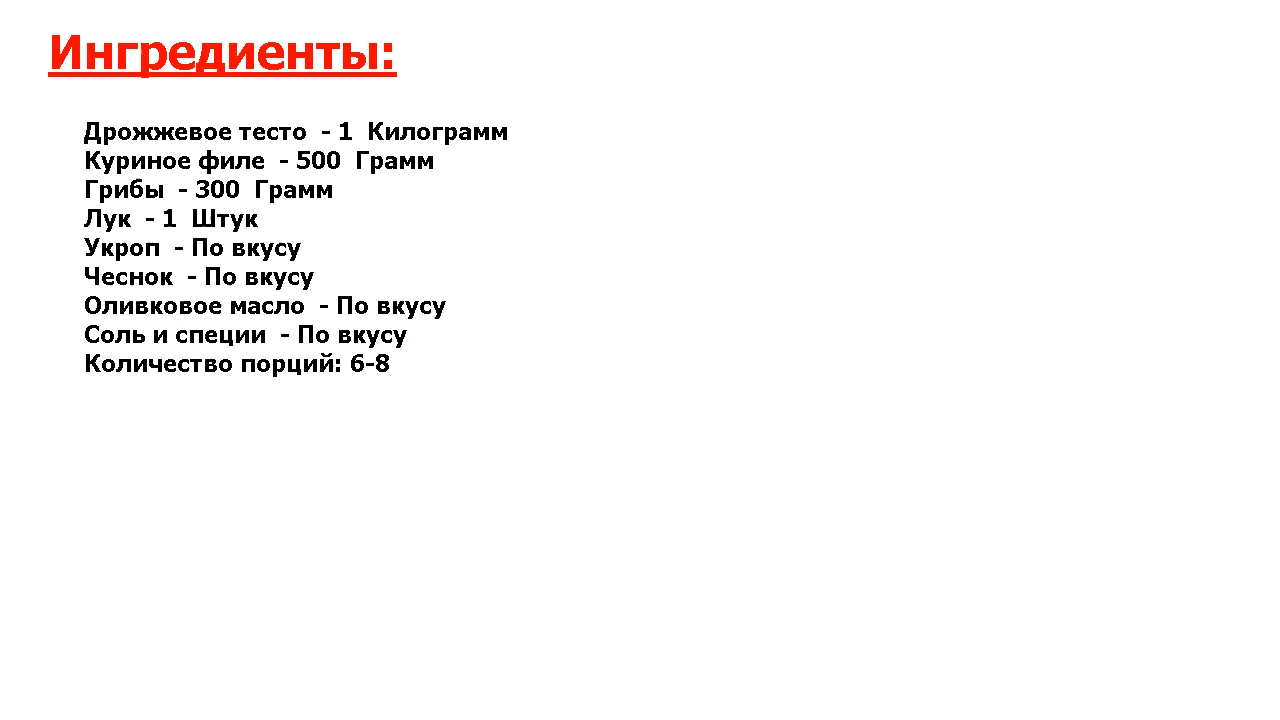 Ингредиенты:
Дрожжевое тесто - 1 Килограмм
Куриное филе - 500 Грамм
Грибы - 300 Грамм
Лук - 1 Штук
Укроп - По вкусу
Чеснок - По вкусу
Оливковое масло - По вкусу
Соль и специи - По вкусу
Количество порций: 6-8